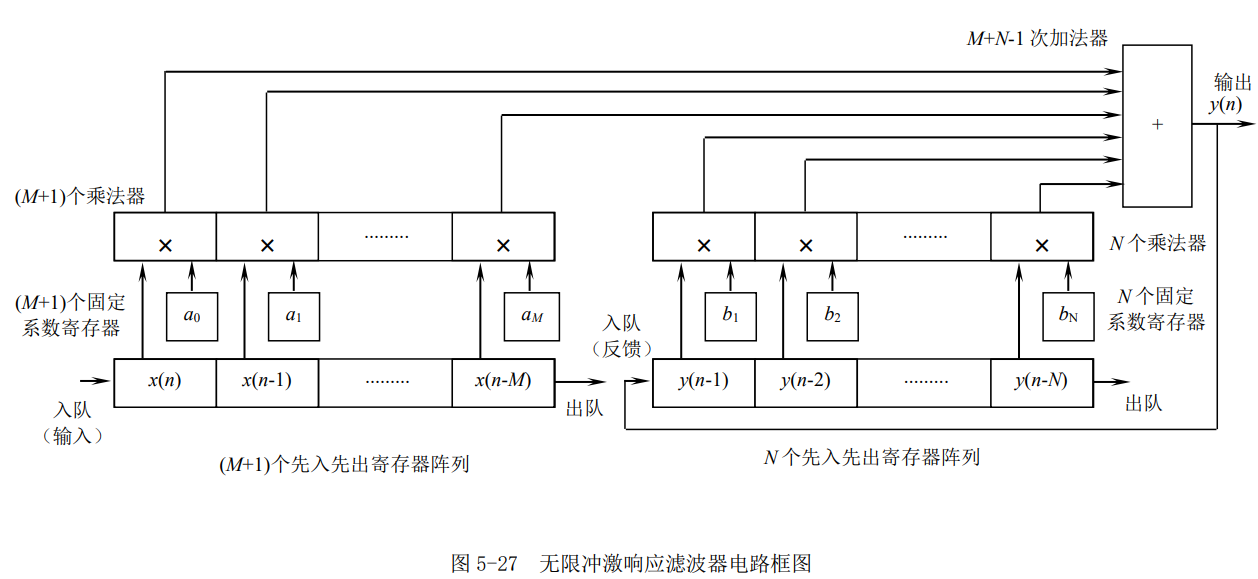 M+N-1 次加法器
输出
y(n)
+
(M+1)个乘法器
× × ········· ×
× × ········· ×
N 个乘法器
(M+1)个固定
系数寄存器
a0 a1 aM
b1 b2 bN
N 个固定
系数寄存器
入队
（反馈）
x(n) x(n-1) ········· x(n-M)
y(n-1) y(n-2) ········· y(n-N)
入队
（输入）
出队
出队
(M+1)个先入先出寄存器阵列
N 个先入先出寄存器阵列
图 5-27 无限冲激响应滤波器电路框图